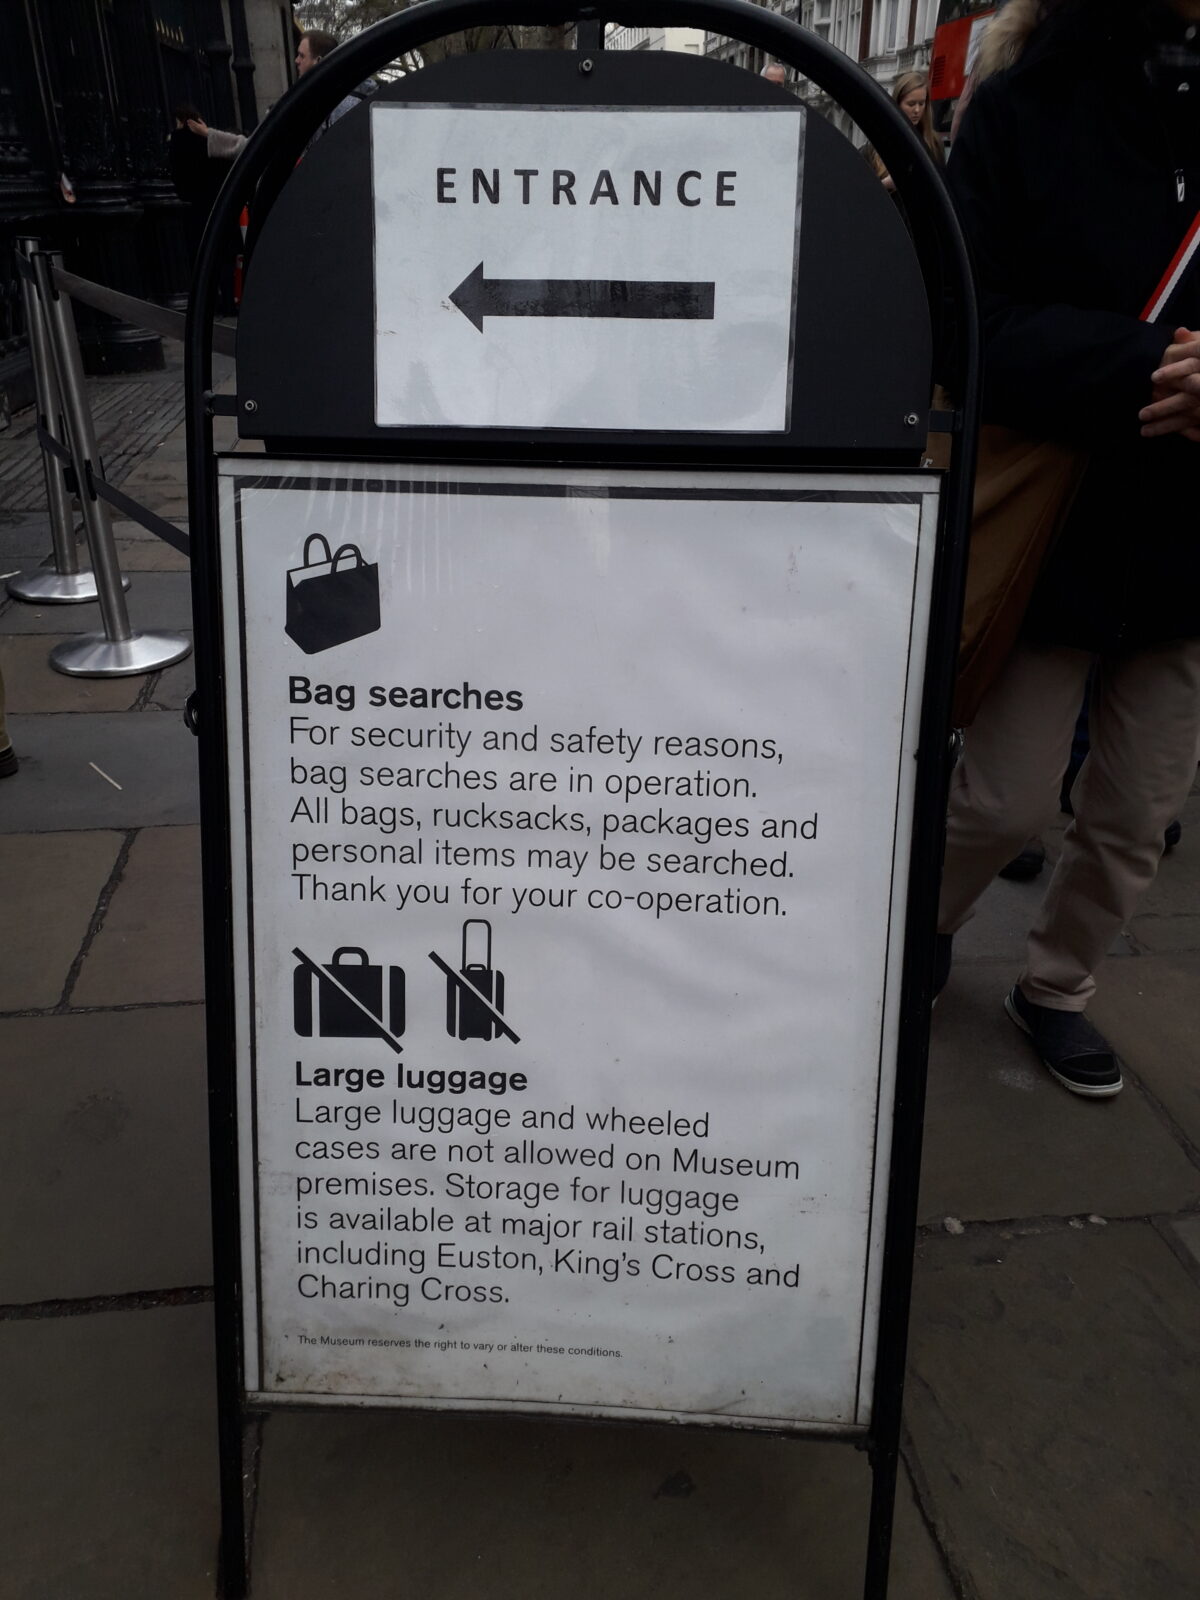 ENTRANCE
Bag searches
For security and safety reasons,
bag searches are in operation.
All bags, rucksacks, packages and
personal items may be searched.
Thank you for your co-operation.
Large luggage
Large luggage and wheeled
cases are not allowed on Museum
premises. Storage for luggage
is available at major rail stations,
including Euston, King's Cross and
Charing Cross.
The Museum reserves the right to vary or alter these conditions.